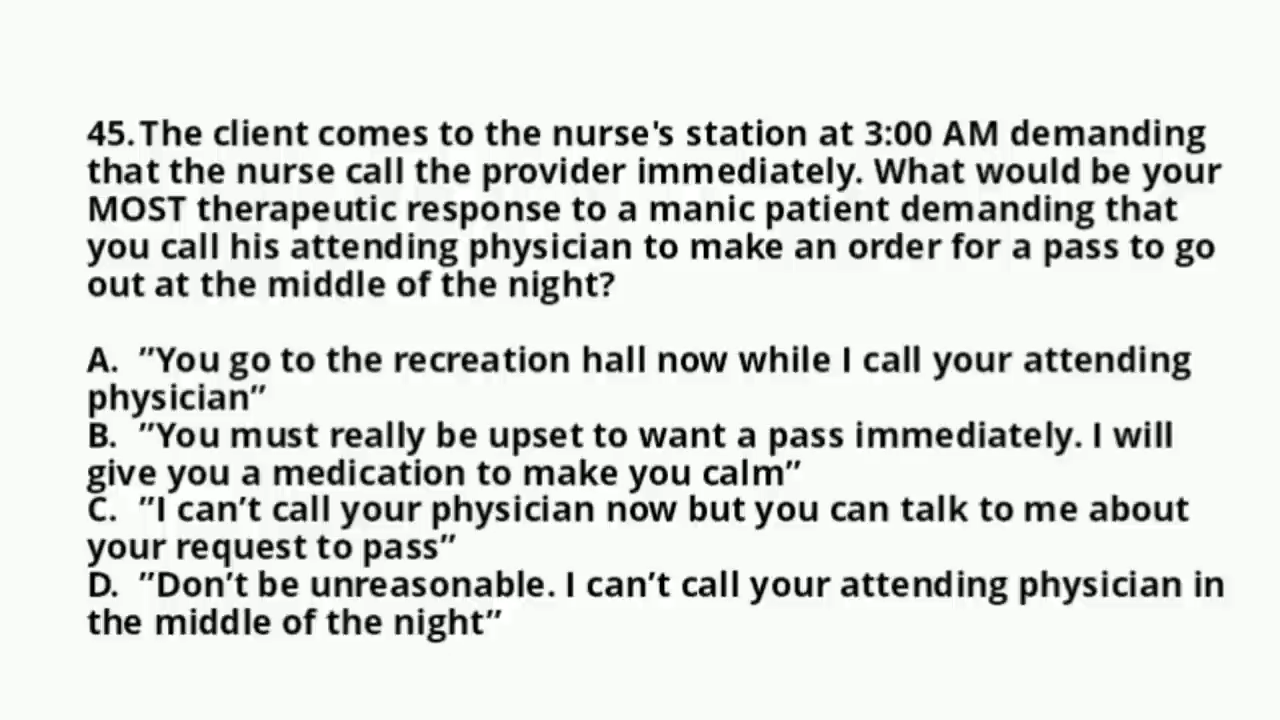 45.The client comes to the nurse's station at 3:00 AM demanding
that the nurse call the provider immediately. What would be your
MOST therapeutic response to a manic patient demanding that
you call his attending physician to make an order for a pass to go
out at the middle of the night?
A. ”You go to the recreation hall now while I call your attending
physician”
B. ”You must really be upset to want a pass immediately. I will
give you a medication to make you calm”
C. ”I can’t call your physician now but you can talk to me about
your request to pass”
D. ”Don’t be unreasonable. I can’t call your attending physician in
the middle of the night”